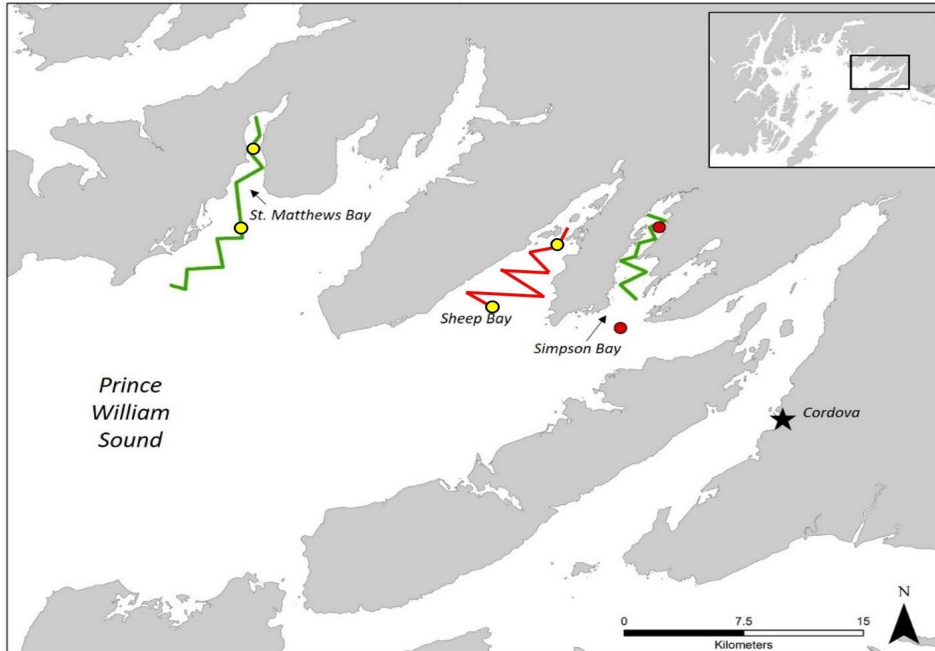 St. Matthews Bay
Sheep Bay
Simpson Bay
Prince
William
Sound
Cordova
N
0 7.5 15
Kilometers